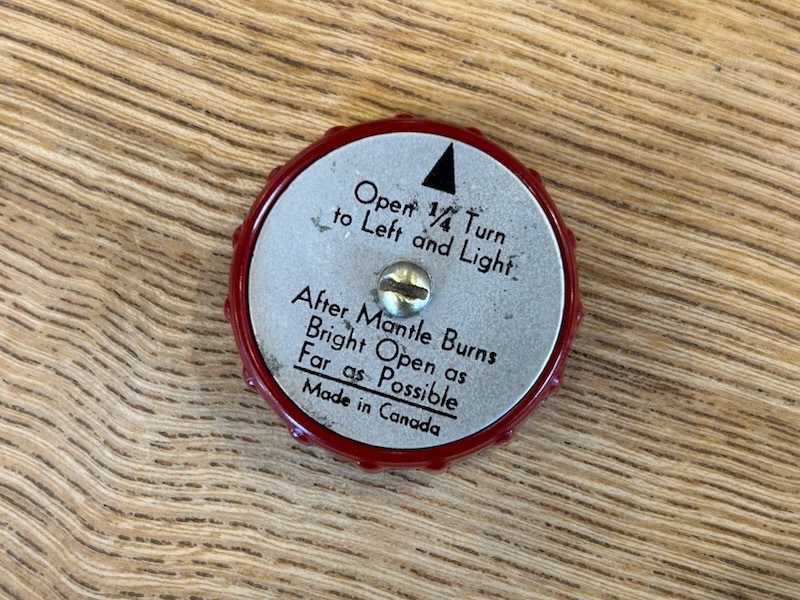 Open 1/4 Turn
to Left and Light
After Mantle Burns
Bright Open as
Far as Possible
Made in Canada